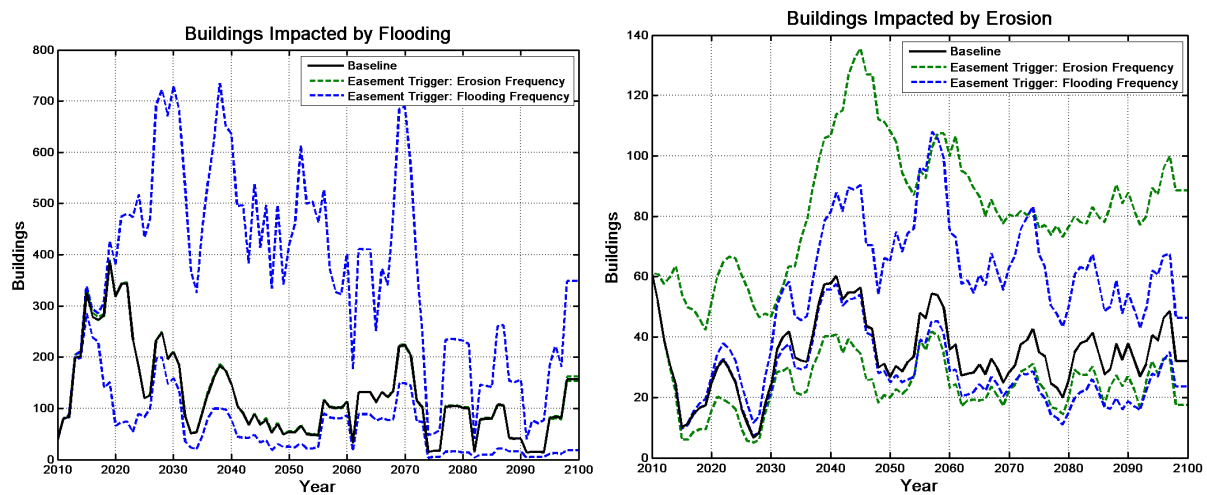 Buildings Impacted by Flooding
800
700
600
500
400
300
200
100
0
Buildings
Baseline
Easement Trigger: Erosion Frequency
Easement Trigger: Flooding Frequency
2010 2020 2030 2040 2050 2060 2070 2080 2090 2100
Year
Buildings Impacted by Erosion
140
120
100
80
60
40
20
0
Buildings
Baseline
Easement Trigger: Erosion Frequency
Easement Trigger: Flooding Frequency
2010 2020 2030 2040 2050 2060 2070 2080 2090 2100
Year